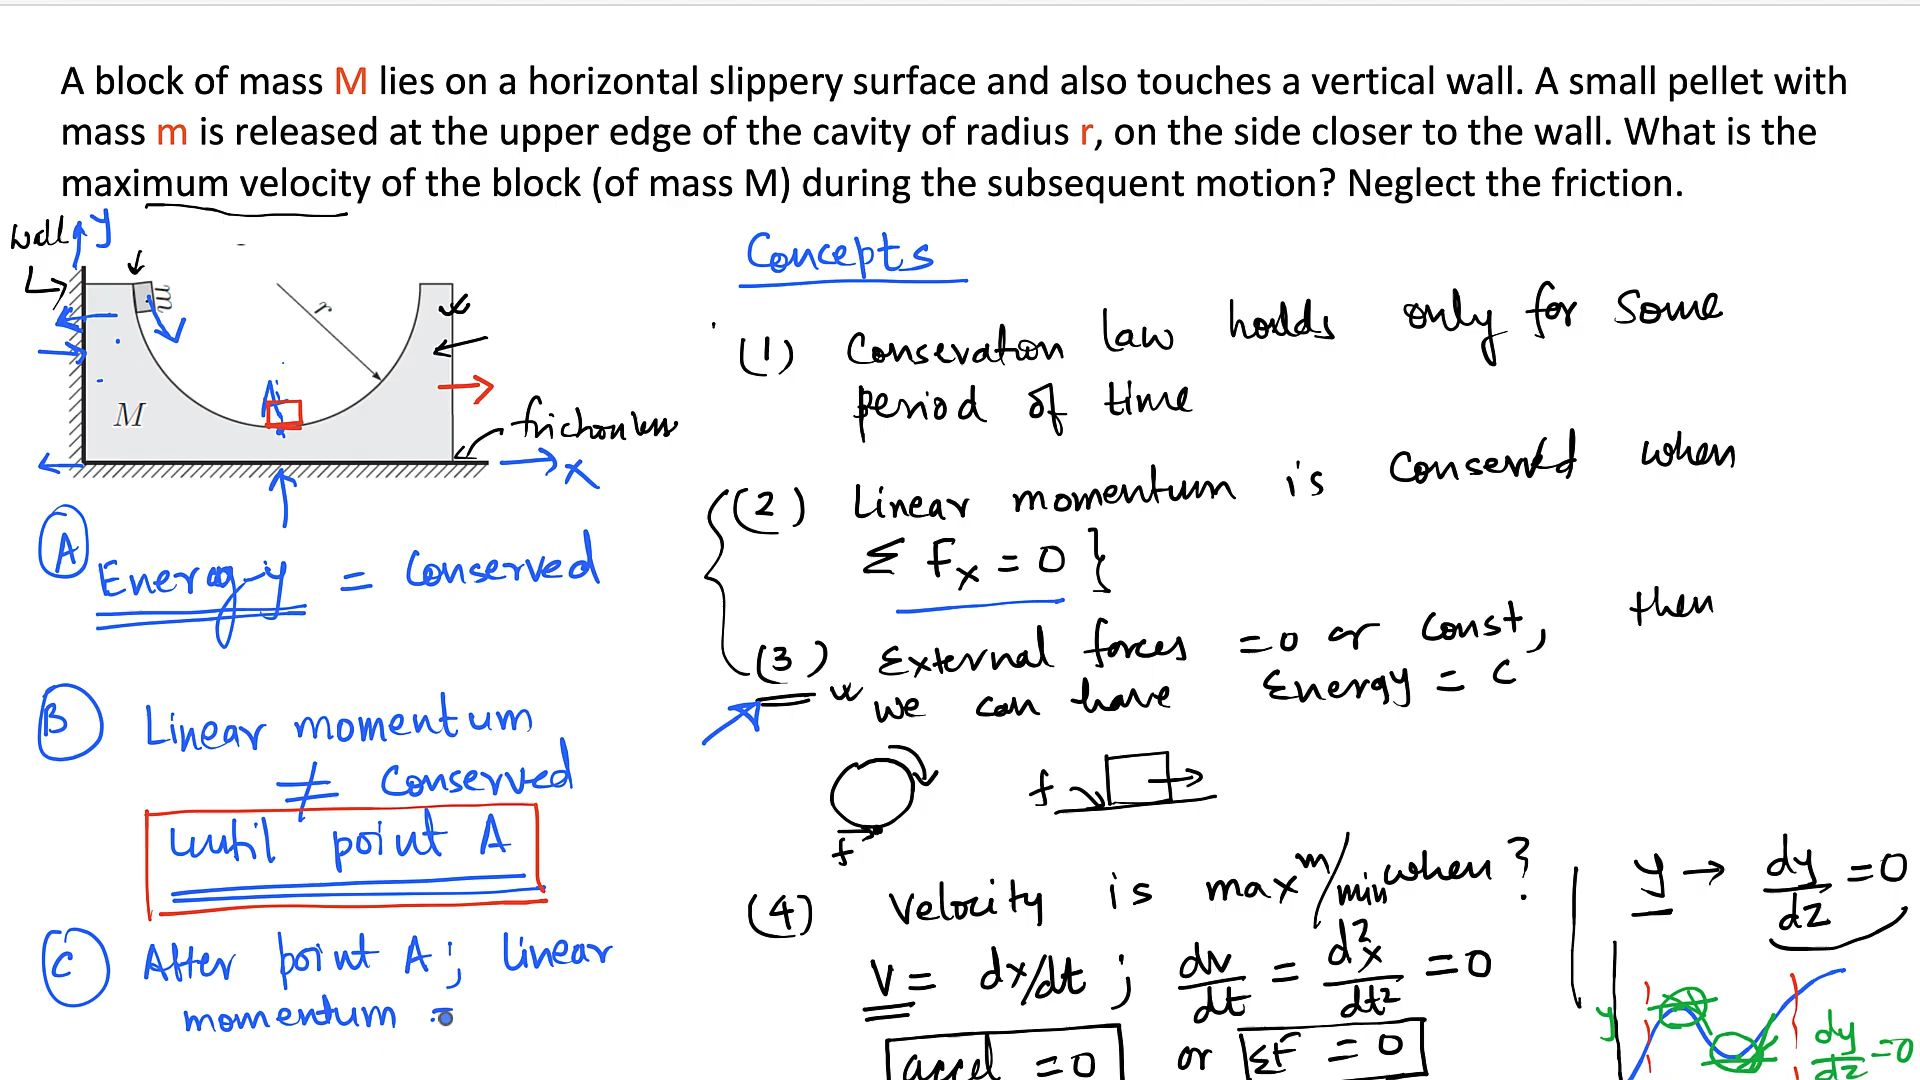 A block of mass M lies on a horizontal slippery surface and also touches a vertical wall. A small pellet with
mass m is released at the upper edge of the cavity of radius r, on the side closer to the wall. What is the
maximum velocity of the block (of mass M) during the subsequent motion? Neglect the friction.
wall
y
m
r
A
M
frictionless
x
(A) Energy = Conserved
(B) Linear momentum
≠ Conserved
until point A
(C) After point A; linear
momentum =
Concepts
(1) Consevation law holds only for some
period of time
(2) Linear momentum is Conserved when
Σ Fx = 0 }
(3) External forces = 0 or const, then
we can have Energy = C
f
f
(4) Velocity is max^m/min when?
V = dx/dt ; dv/dt = d²x/dt² = 0
accel = 0 or ΣF = 0
y → dy/dz = 0
y
dy/dz = 0